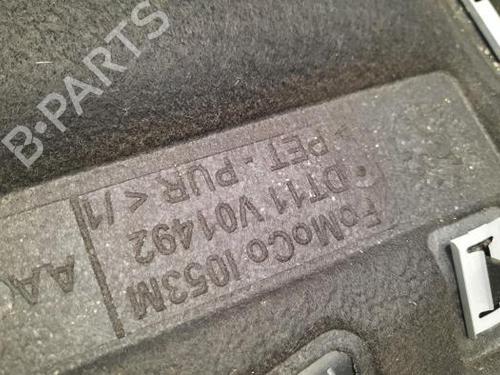 B-PARTS
FoMoCo I053M
DT11 V01492
> PET - PUR < /1
AA